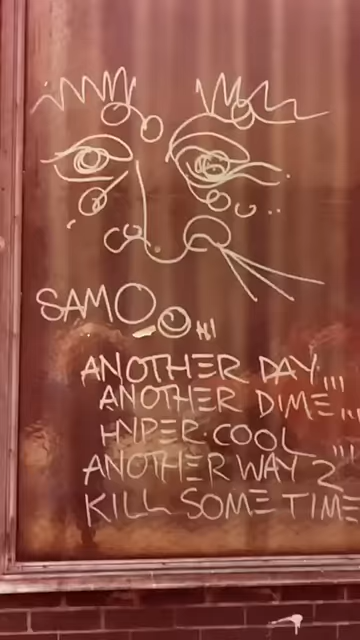 SAMO©...
ANOTHER DAY,,,
ANOTHER DIME,,,
HYPER-COOL,,,
ANOTHER WAY 2
KILL SOME TIME